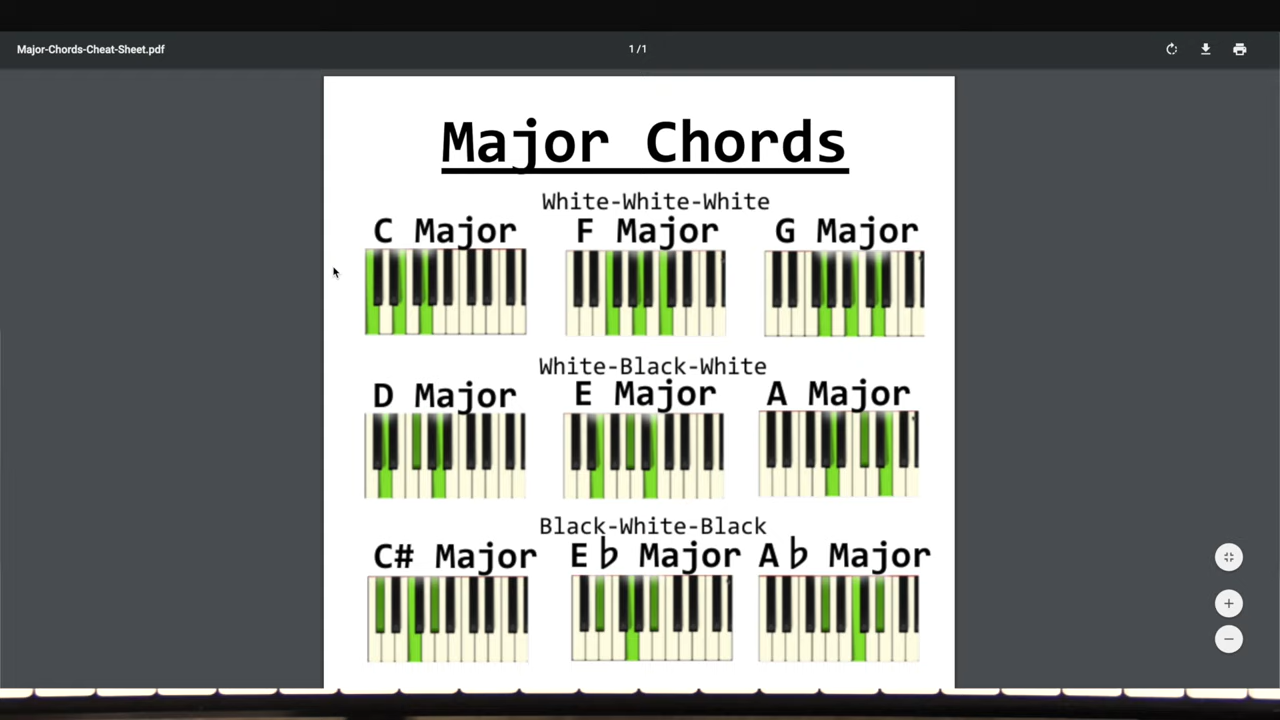 Major-Chords-Cheat-Sheet.pdf
1 / 1
Major Chords
White-White-White
C Major F Major G Major
White-Black-White
D Major E Major A Major
Black-White-Black
C# Major E♭ Major A♭ Major